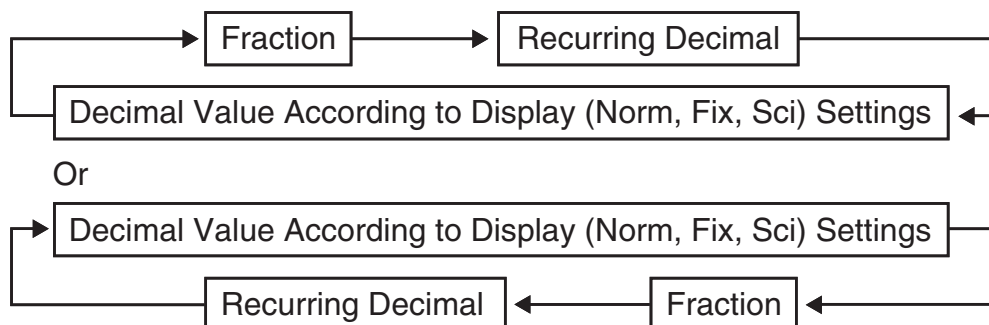 Fraction Recurring Decimal
Decimal Value According to Display (Norm, Fix, Sci) Settings
Or
Decimal Value According to Display (Norm, Fix, Sci) Settings
Recurring Decimal Fraction